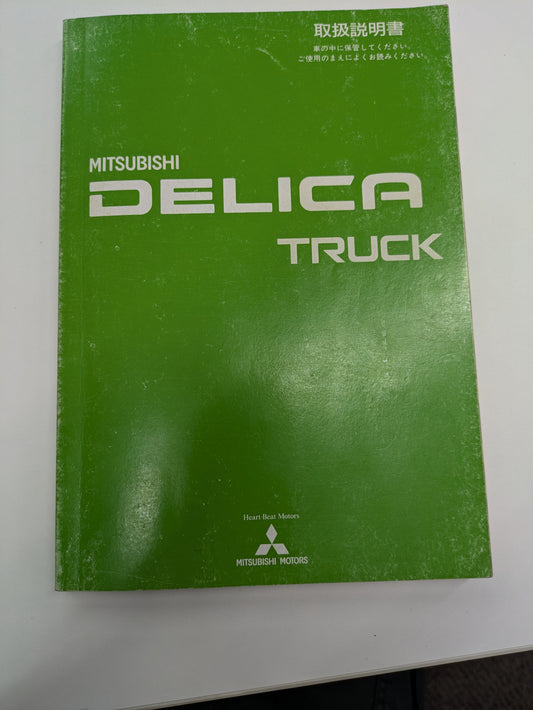 取扱説明書
車の中に保管してください。
ご使用のまえによくお読みください。
MITSUBISHI
DELICA
TRUCK
Heart-Beat Motors
MITSUBISHI MOTORS